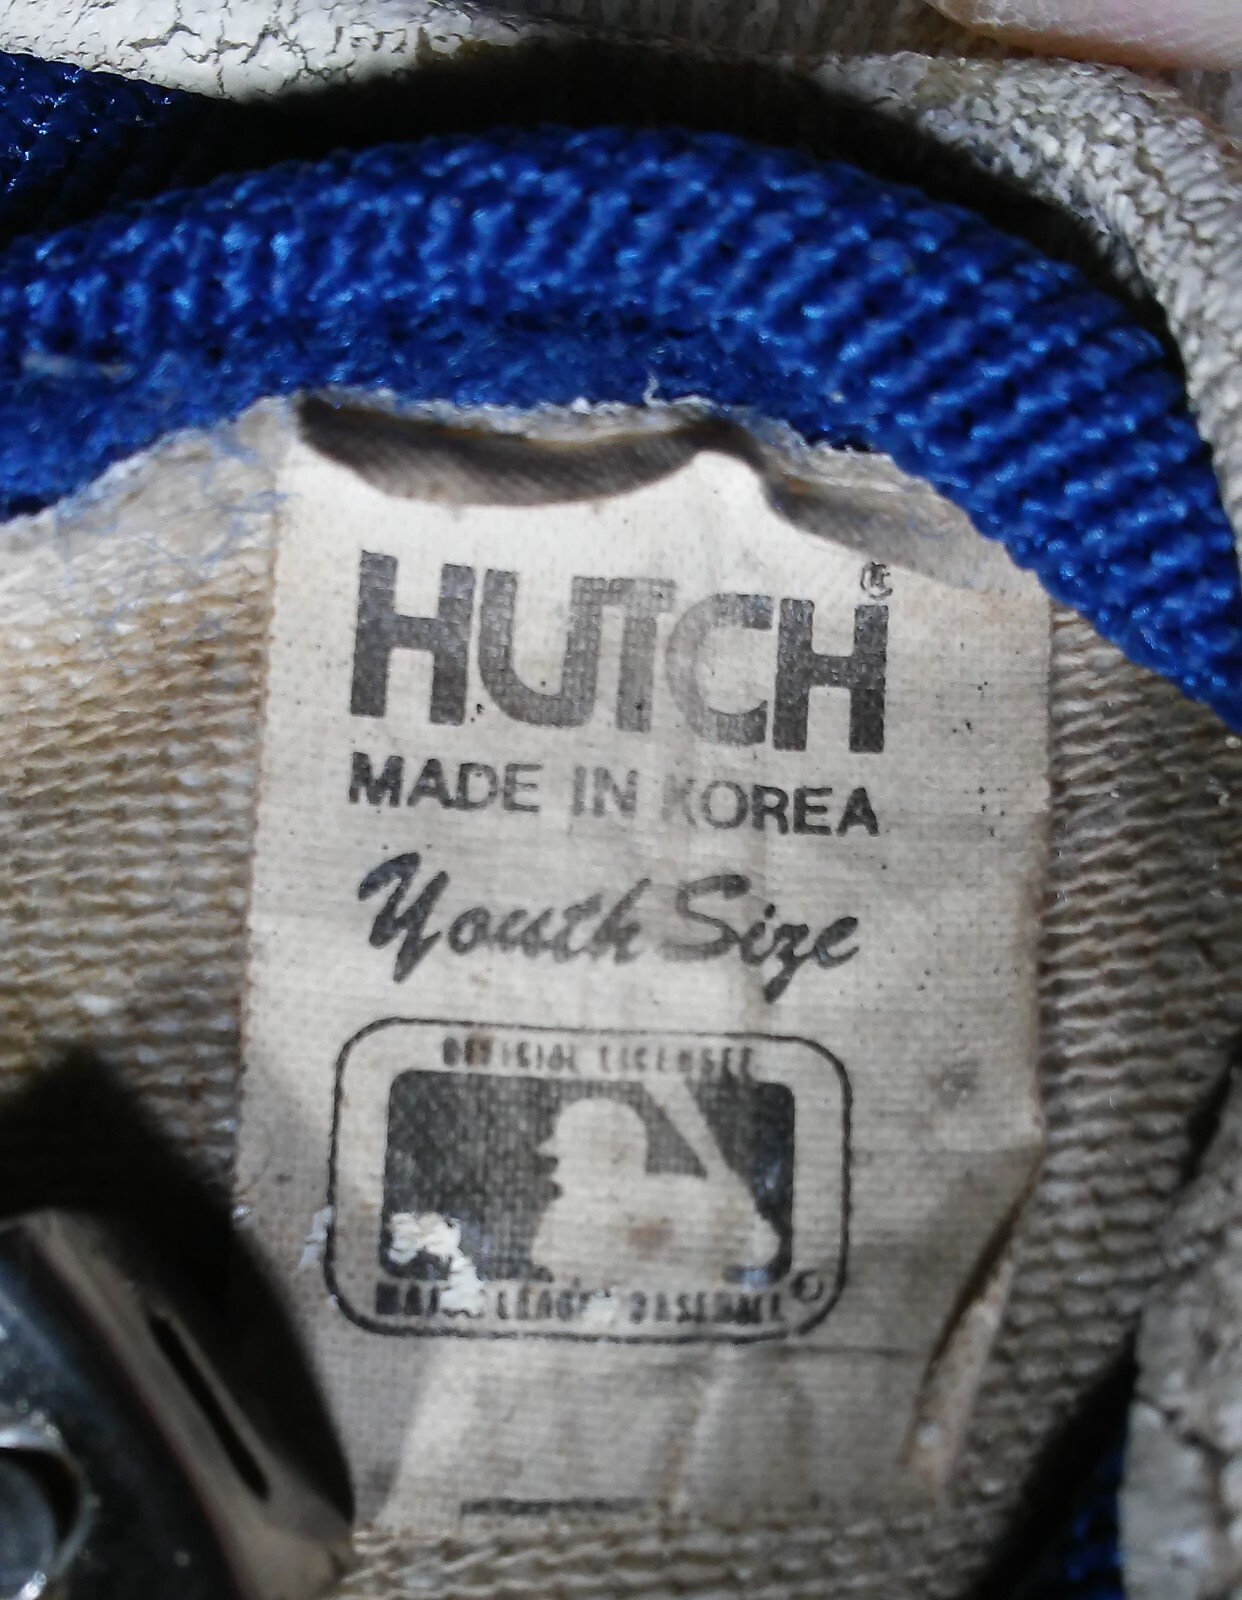 HUTCH®
MADE IN KOREA
Youth Size
OFFICIAL LICENSEE
MAJOR LEAGUE BASEBALL